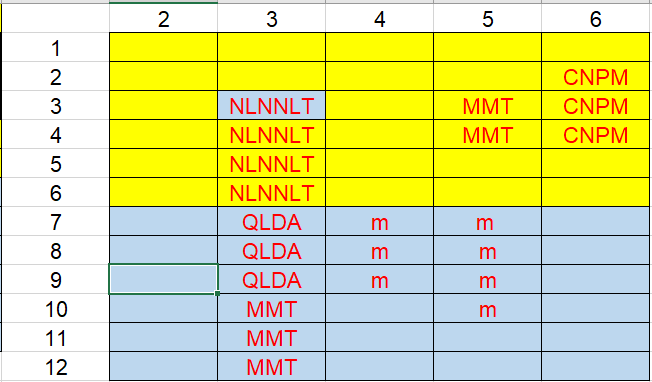 2 3 4 5 6
1
2 CNPM
3 NLNNLT MMT CNPM
4 NLNNLT MMT CNPM
5 NLNNLT
6 NLNNLT
7 QLDA m m
8 QLDA m m
9 QLDA m m
10 MMT m
11 MMT
12 MMT